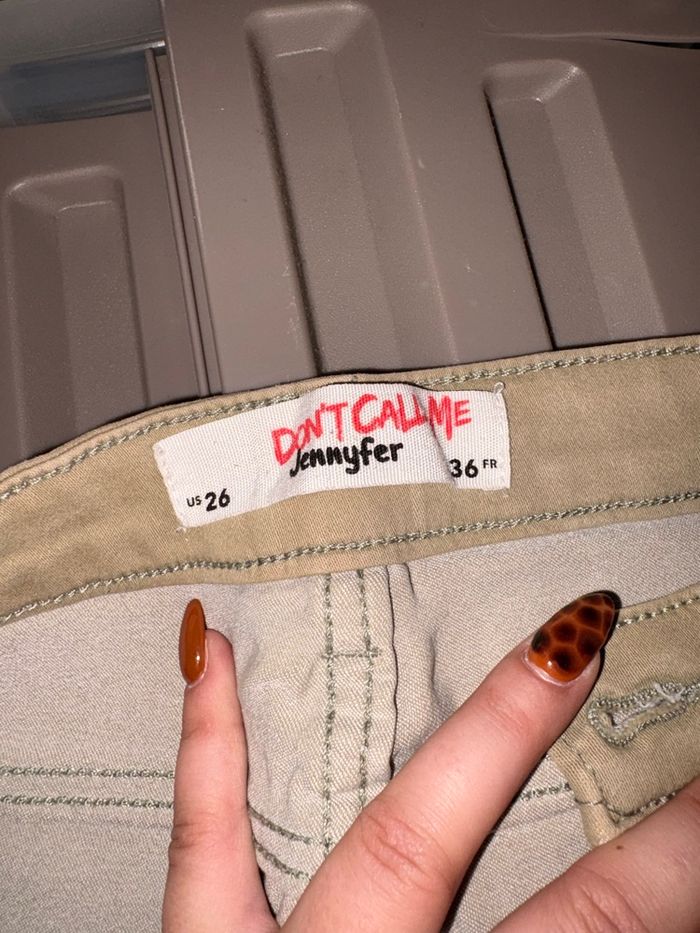 DON'T CALL ME
Jennyfer
US 26
36 FR